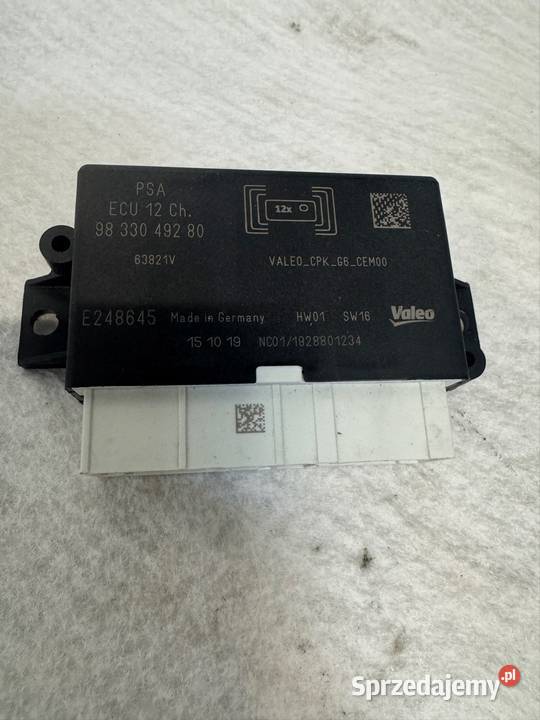 PSA
ECU 12 Ch.
98 330 492 80
63821V
12x
VALEO_CPK_G6_CEM00
E248645 Made in Germany HW01 SW16 Valeo
15 10 19 NC01/1928801234
Sprzedajemy.pl